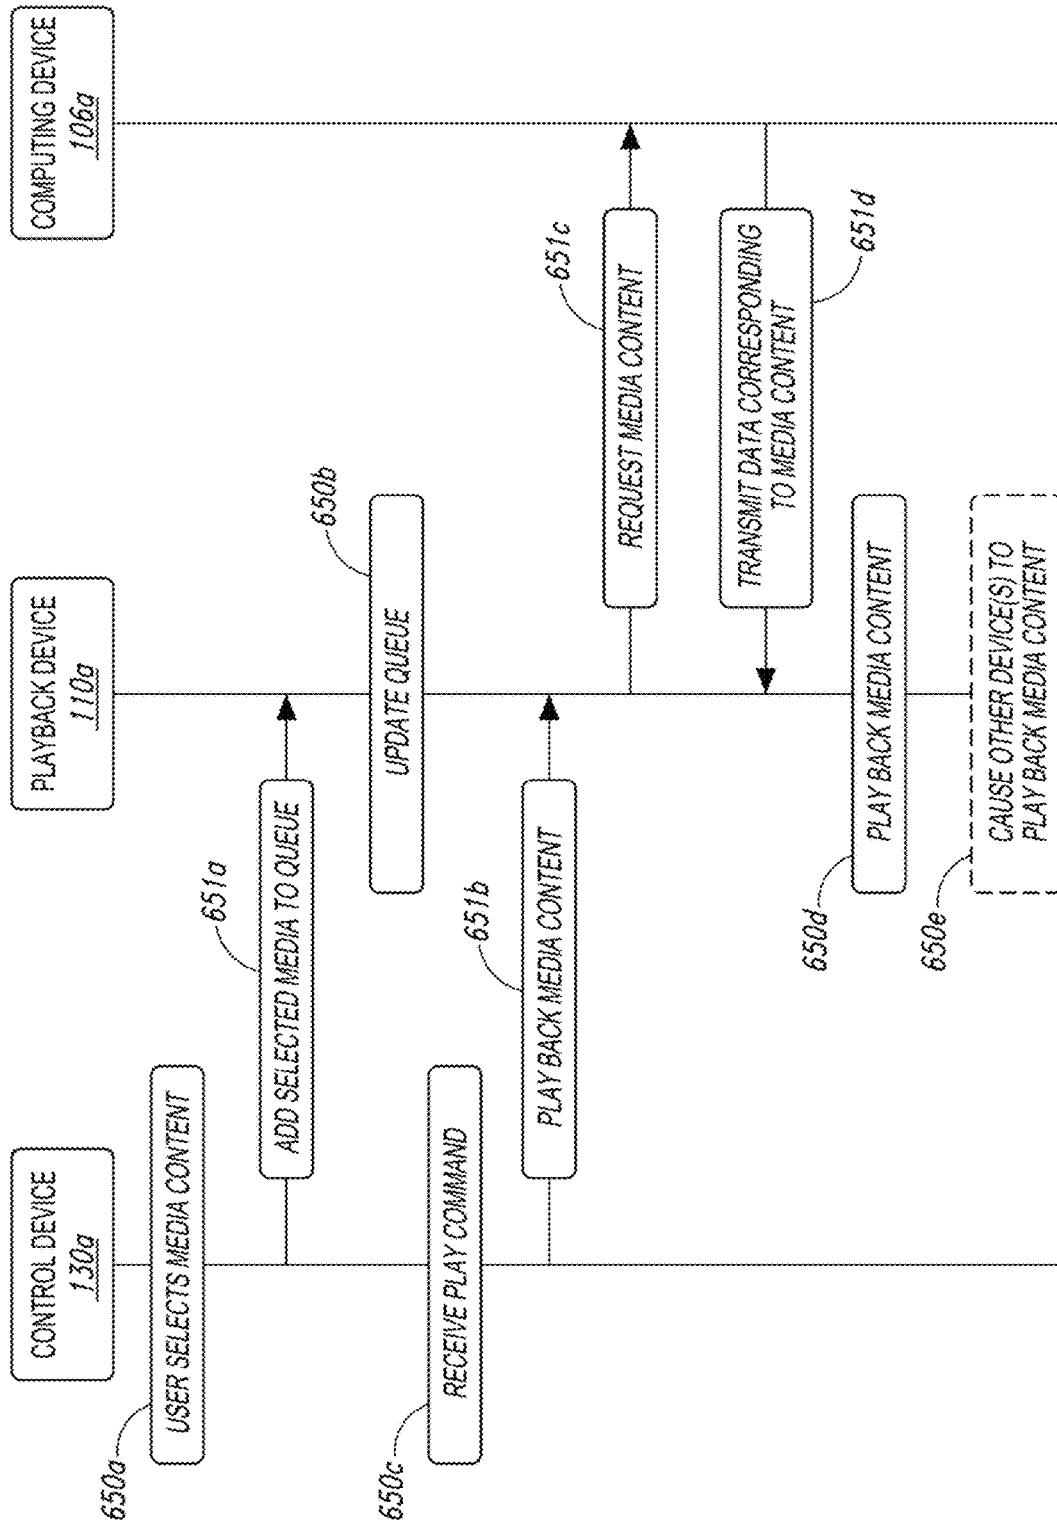 CONTROL DEVICE
130a
PLAYBACK DEVICE
110a
COMPUTING DEVICE
106a
650a
USER SELECTS MEDIA CONTENT
651a
ADD SELECTED MEDIA TO QUEUE
650b
UPDATE QUEUE
650c
RECEIVE PLAY COMMAND
651b
PLAY BACK MEDIA CONTENT
651c
REQUEST MEDIA CONTENT
651d
TRANSMIT DATA CORRESPONDING
TO MEDIA CONTENT
650d
PLAY BACK MEDIA CONTENT
650e
CAUSE OTHER DEVICE(S) TO
PLAY BACK MEDIA CONTENT